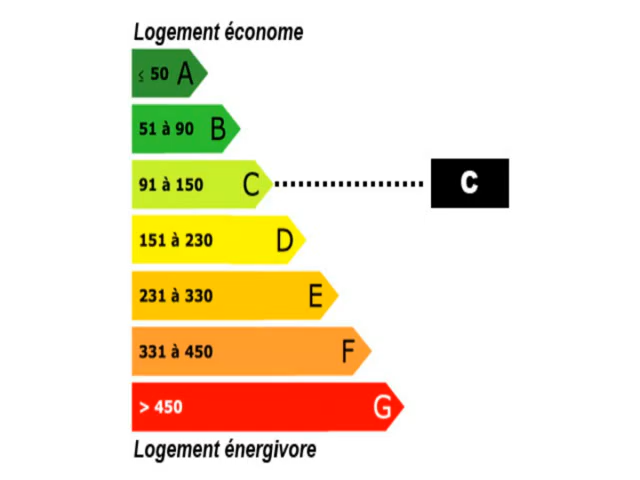 Logement économe
≤ 50 A
51 à 90 B
91 à 150 C C
151 à 230 D
231 à 330 E
331 à 450 F
> 450 G
Logement énergivore